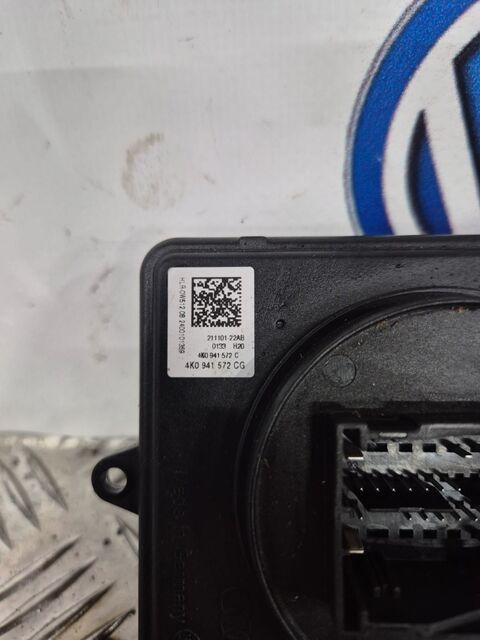 211101-22AB
0133 H20
4K0 941 572 C
4K0 941 572 CG